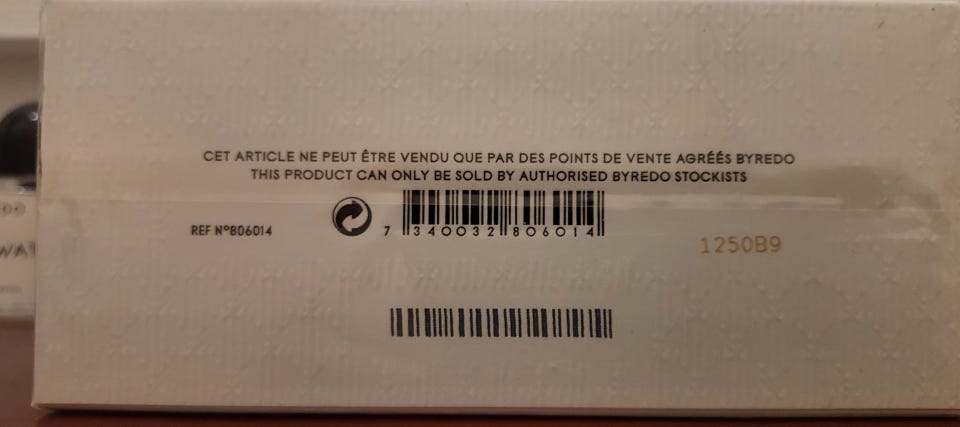 CET ARTICLE NE PEUT ÊTRE VENDU QUE PAR DES POINTS DE VENTE AGRÉÉS BYREDO
THIS PRODUCT CAN ONLY BE SOLD BY AUTHORISED BYREDO STOCKISTS
REF N°806014
7 340032 806014
1250B9